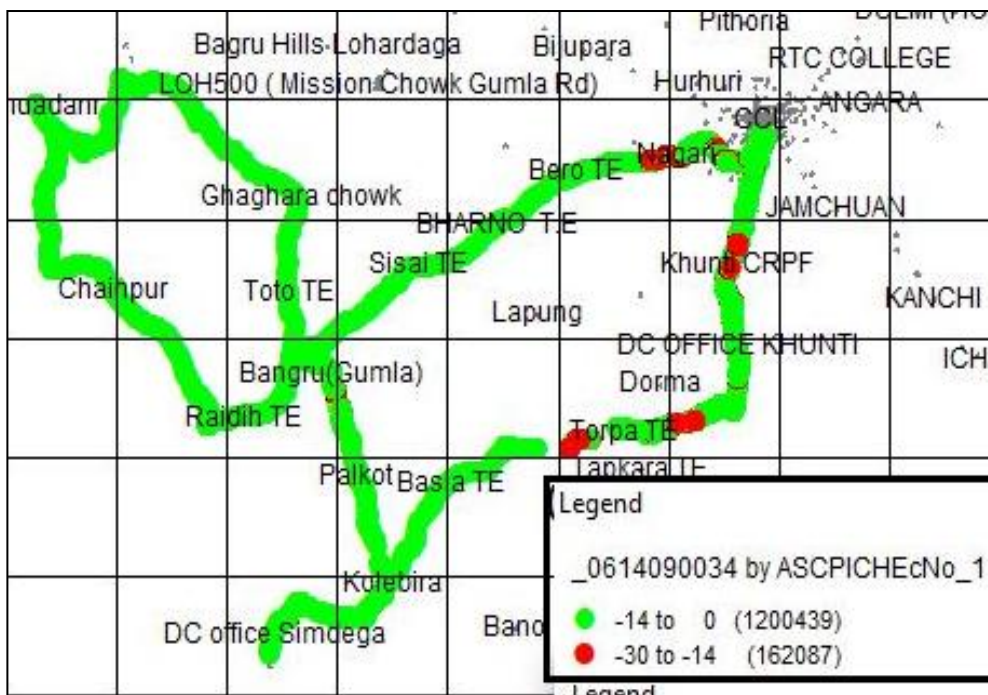 Pithoria
Bagru Hills-Lohardaga
Bijupara
RTC COLLEGE
LOH500 ( Mission Chowk Gumla Rd)
Hurhuri
ANGARA
CCL
Nagari
Bero TE
Ghaghara chowk
JAMCHUAN
BHARNO T.E
Sisai TE
Khunti CRPF
Chainpur
Toto TE
KANCHI
Lapung
DC OFFICE KHUNTI
ICH
Bangru(Gumla)
Dorma
Raidih TE
Torpa TE
Tapkara TE
Palkot
Basia TE
Kolebira
DC office Simdega
Bano
Legend
_0614090034 by ASCPICHEcNo_1
-14 to 0 (1200439)
-30 to -14 (162087)
Legend